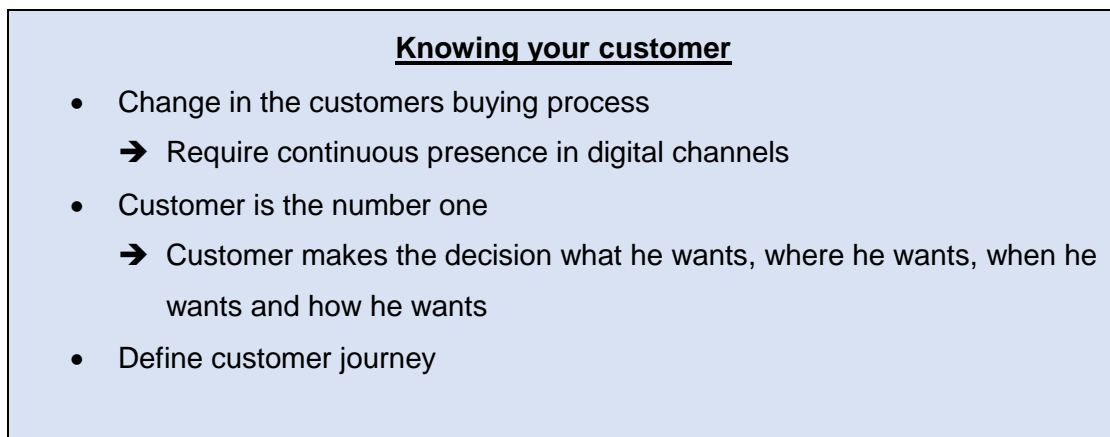 Knowing your customer
• Change in the customers buying process
➔ Require continuous presence in digital channels
• Customer is the number one
➔ Customer makes the decision what he wants, where he wants, when he
wants and how he wants
• Define customer journey